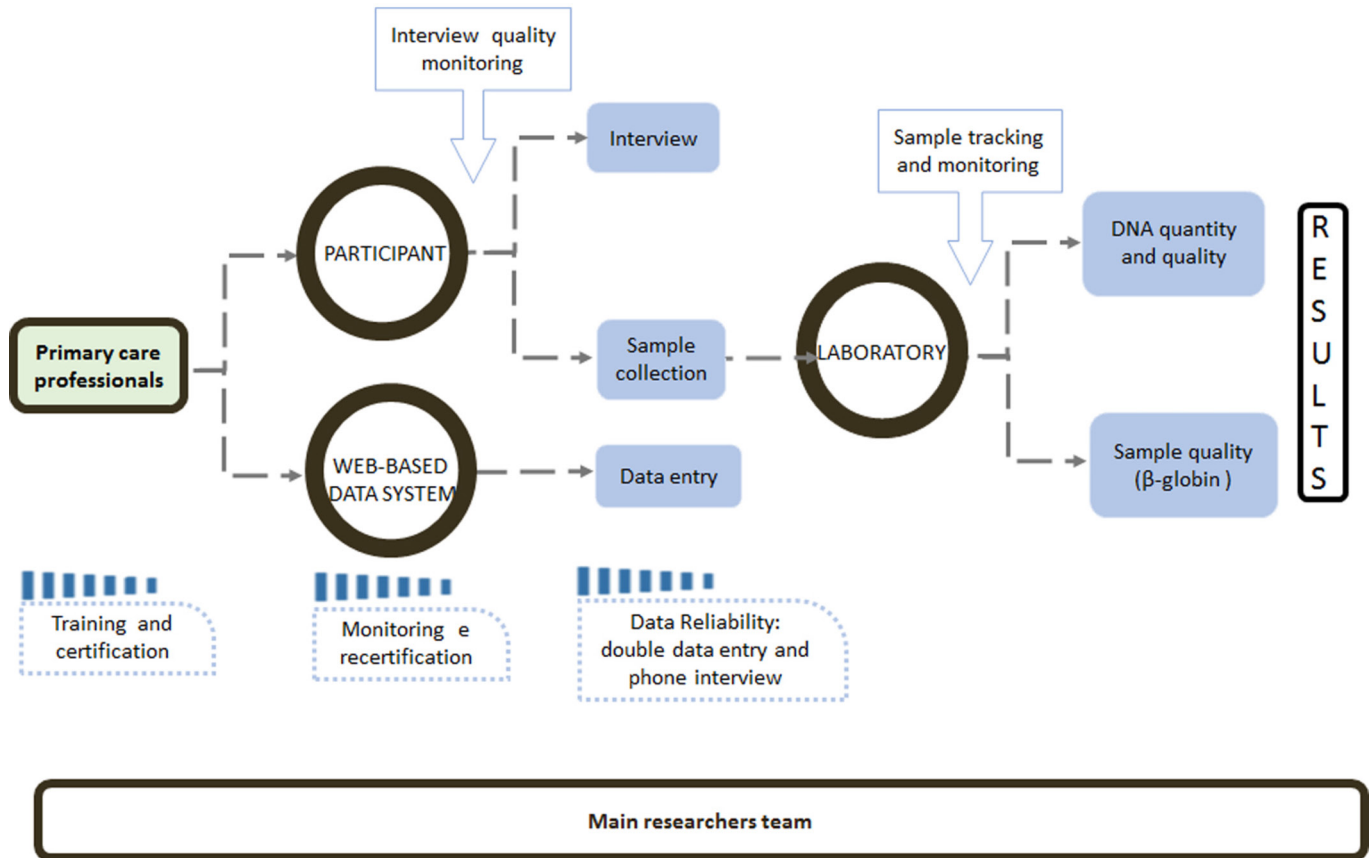 Interview quality
monitoring
Interview
Sample tracking
and monitoring
PARTICIPANT
DNA quantity
and quality
RESULTS
Primary care
professionals
Sample
collection
LABORATORY
WEB-BASED
DATA SYSTEM
Data entry
Sample quality
(β-globin )
Training and
certification
Monitoring e
recertification
Data Reliability:
double data entry and
phone interview
Main researchers team